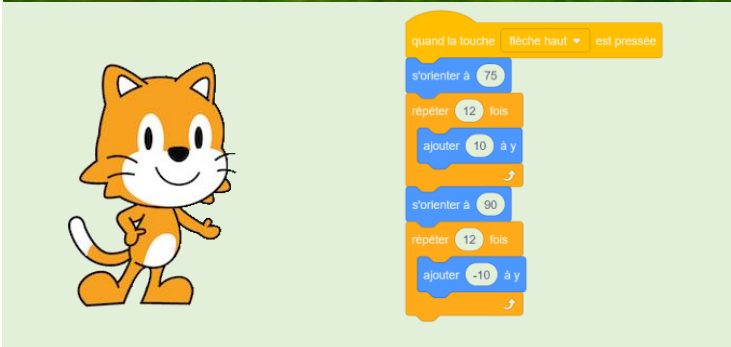 quand la touche flèche haut est pressée
s'orienter à 75
répéter 12 fois
ajouter 10 à y
s'orienter à 90
répéter 12 fois
ajouter -10 à y